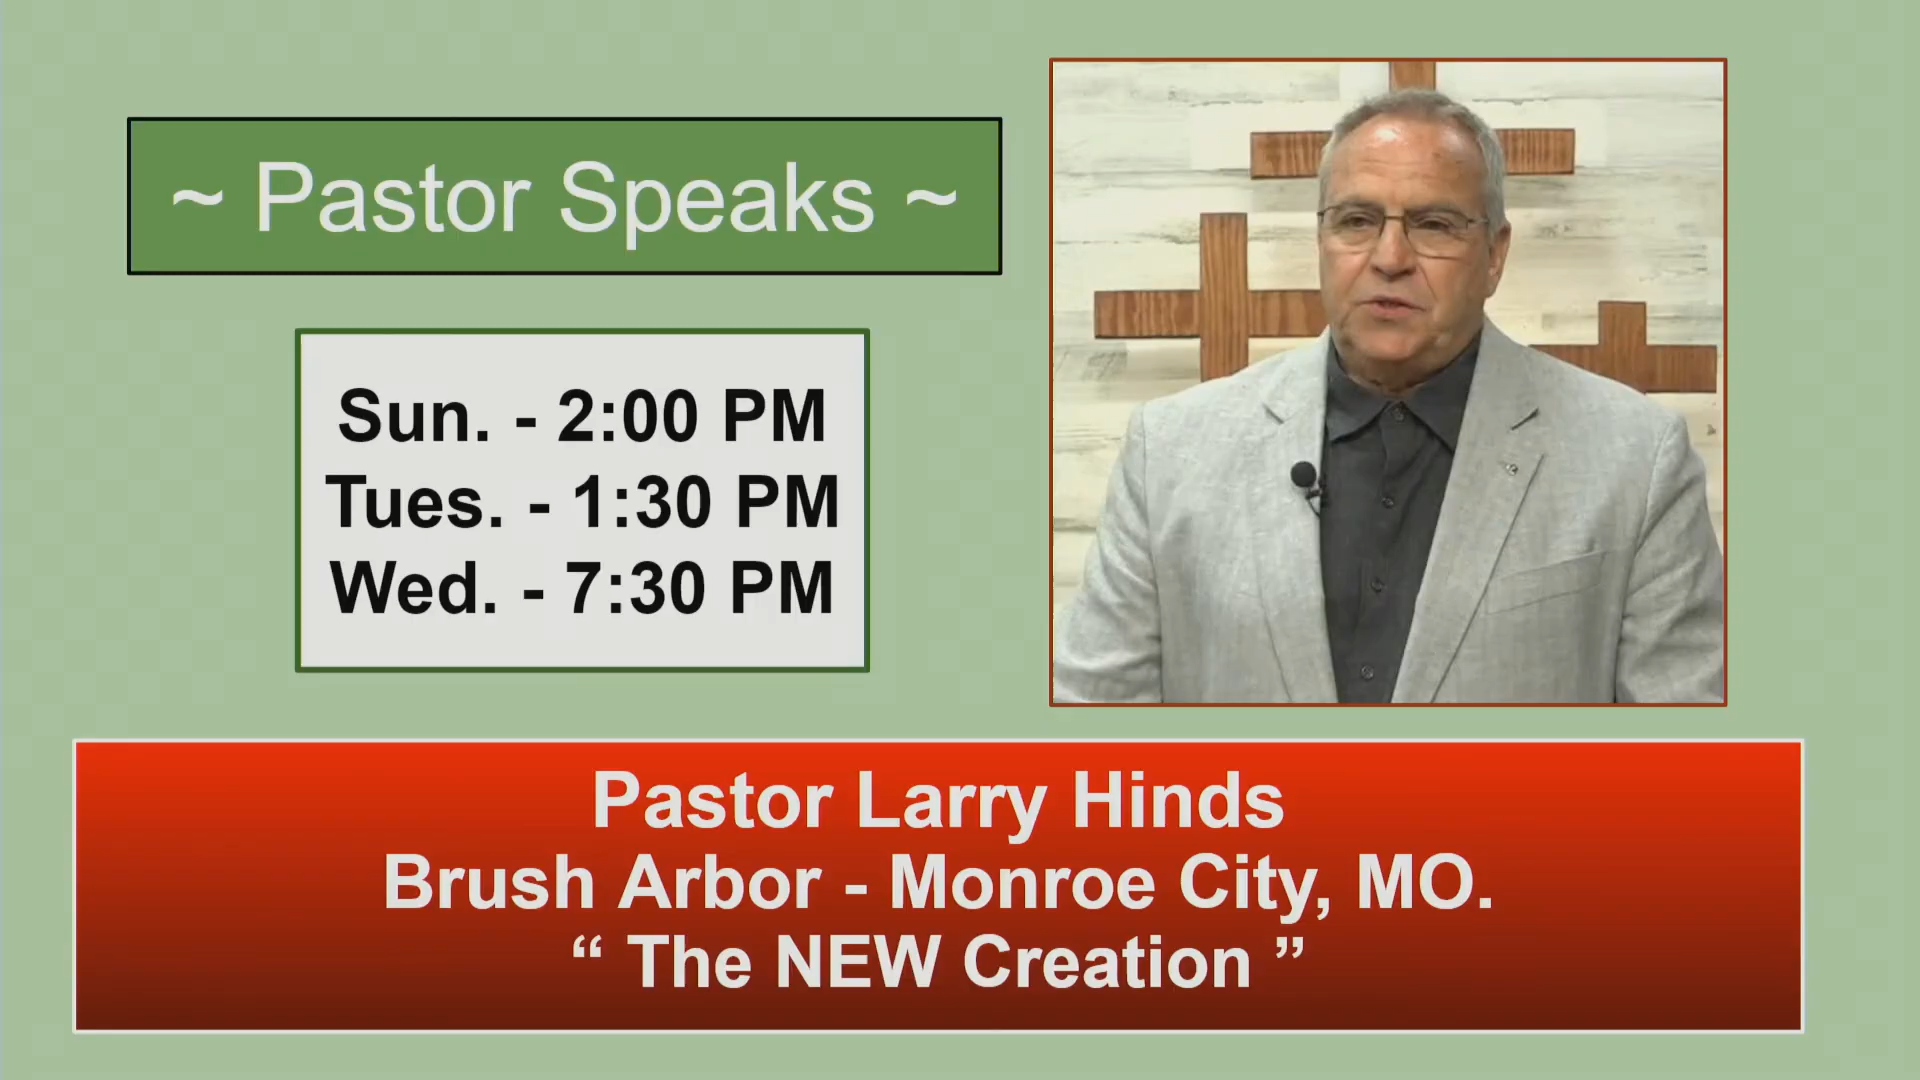 ~ Pastor Speaks ~
Sun. - 2:00 PM
Tues. - 1:30 PM
Wed. - 7:30 PM
Pastor Larry Hinds
Brush Arbor - Monroe City, MO.
“ The NEW Creation ”